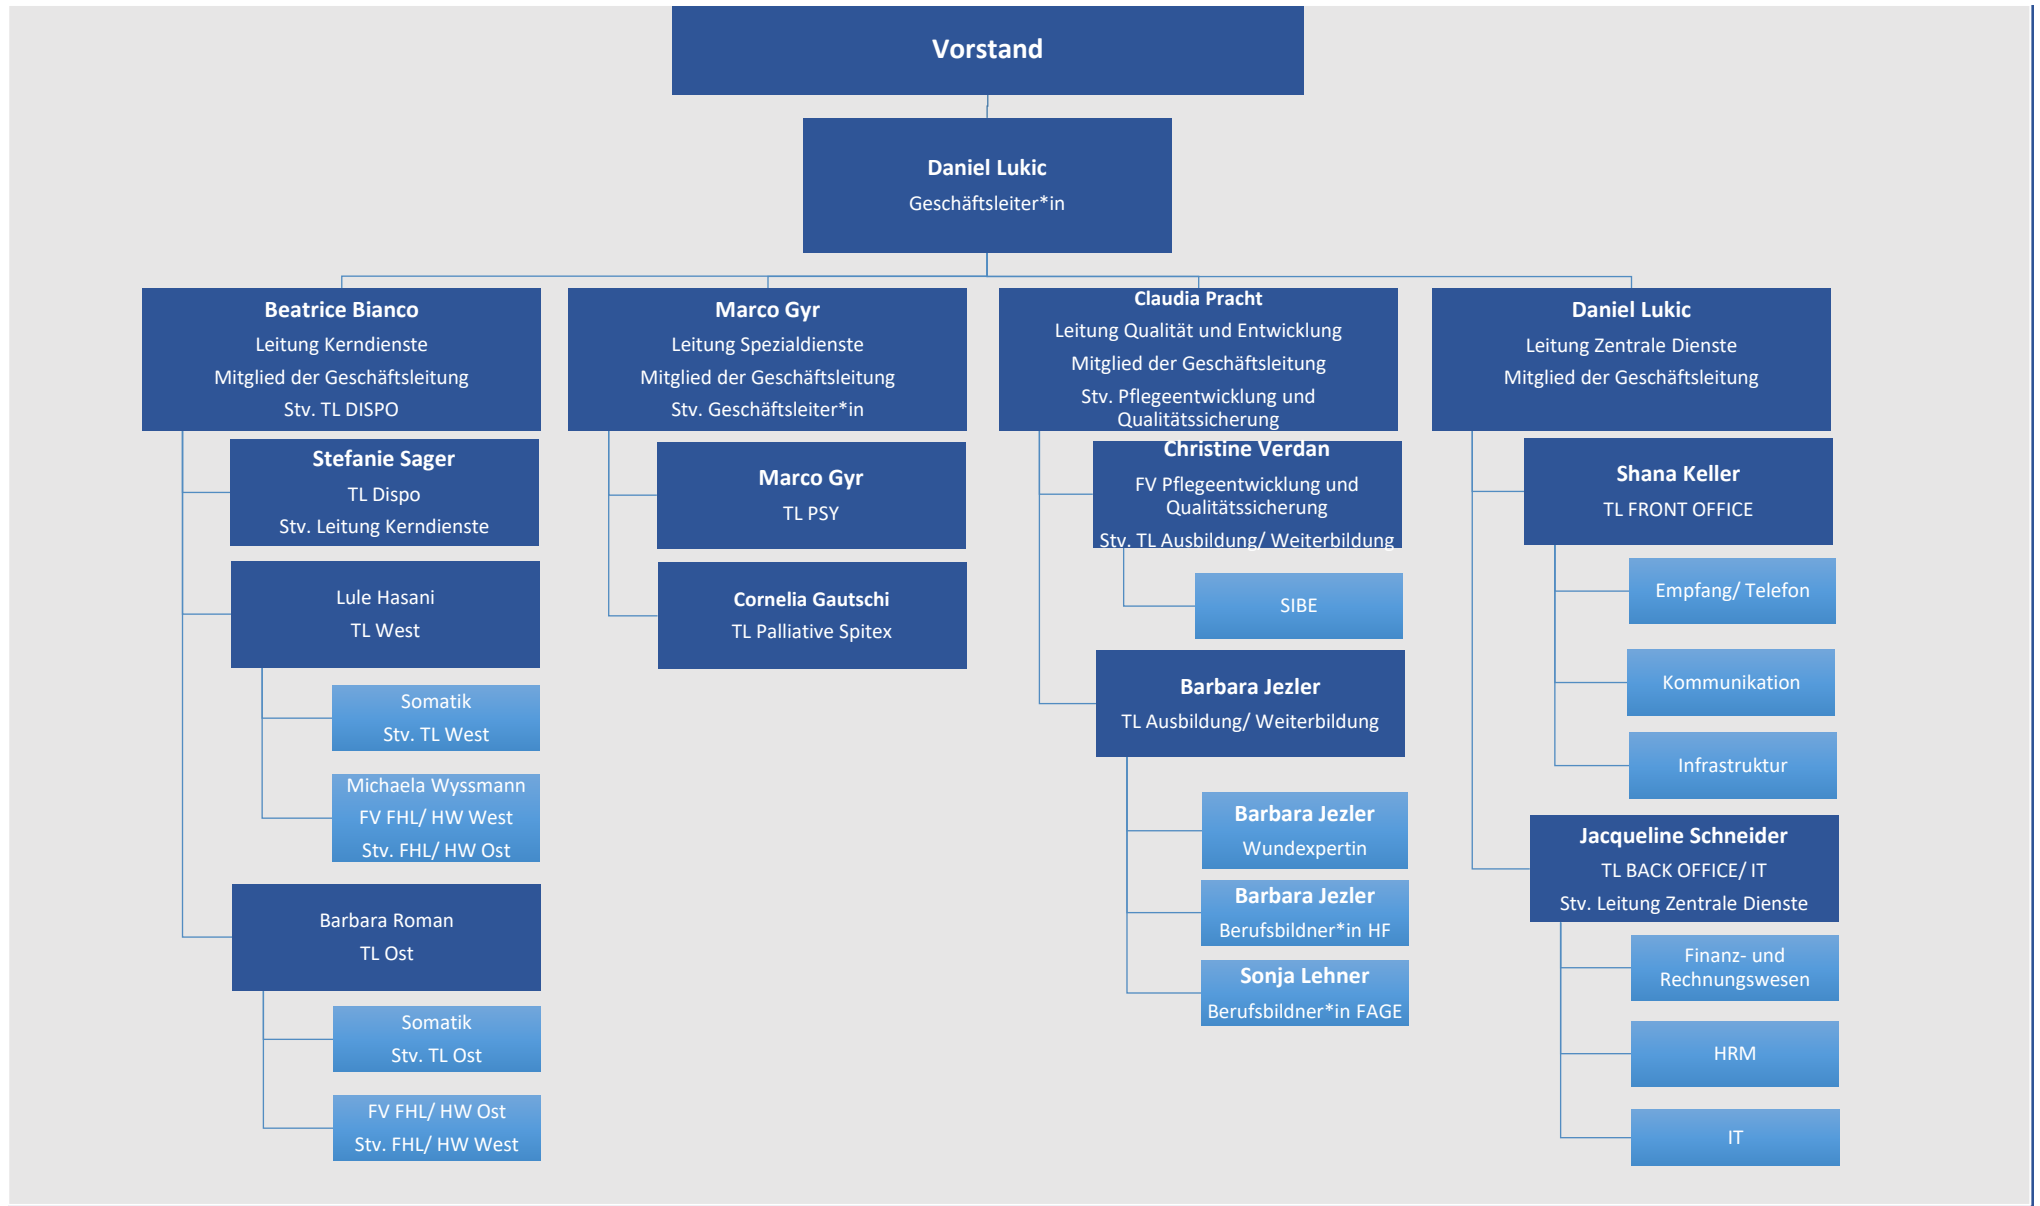 Vorstand
Daniel Lukic
Geschäftsleiter*in
Beatrice Bianco
Leitung Kerndienste
Mitglied der Geschäftsleitung
Stv. TL DISPO
Stefanie Sager
TL Dispo
Stv. Leitung Kerndienste
Lule Hasani
TL West
Somatik
Stv. TL West
Michaela Wyssmann
FV FHL/ HW West
Stv. FHL/ HW Ost
Barbara Roman
TL Ost
Somatik
Stv. TL Ost
FV FHL/ HW Ost
Stv. FHL/ HW West
Marco Gyr
Leitung Spezialdienste
Mitglied der Geschäftsleitung
Stv. Geschäftsleiter*in
Marco Gyr
TL PSY
Cornelia Gautschi
TL Palliative Spitex
Claudia Pracht
Leitung Qualität und Entwicklung
Mitglied der Geschäftsleitung
Stv. Pflegeentwicklung und
Qualitätssicherung
Christine Verdan
FV Pflegeentwicklung und
Qualitätssicherung
Stv. TL Ausbildung/ Weiterbildung
SIBE
Barbara Jezler
TL Ausbildung/ Weiterbildung
Barbara Jezler
Wundexpertin
Barbara Jezler
Berufsbildner*in HF
Sonja Lehner
Berufsbildner*in FAGE
Daniel Lukic
Leitung Zentrale Dienste
Mitglied der Geschäftsleitung
Shana Keller
TL FRONT OFFICE
Empfang/ Telefon
Kommunikation
Infrastruktur
Jacqueline Schneider
TL BACK OFFICE/ IT
Stv. Leitung Zentrale Dienste
Finanz- und
Rechnungswesen
HRM
IT